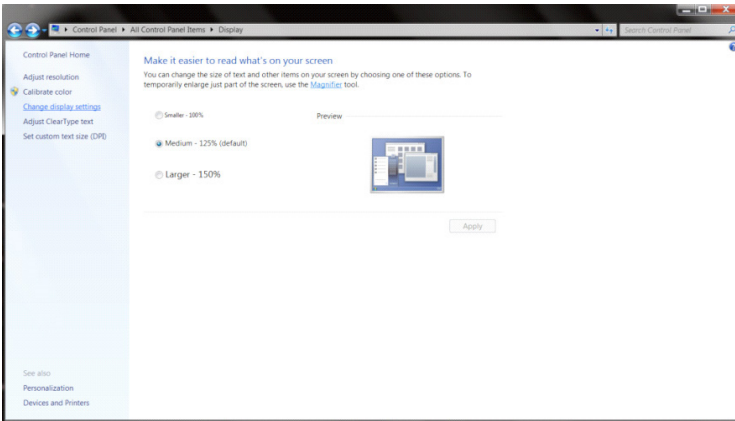 Control Panel ▸ All Control Panel Items ▸ Display
Search Control Panel
Control Panel Home
Adjust resolution
Calibrate color
Change display settings
Adjust ClearType text
Set custom text size (DPI)
See also
Personalization
Devices and Printers
Make it easier to read what's on your screen
You can change the size of text and other items on your screen by choosing one of these options. To
temporarily enlarge just part of the screen, use the Magnifier tool.
Smaller - 100%
Preview
Medium - 125% (default)
Larger - 150%
Apply